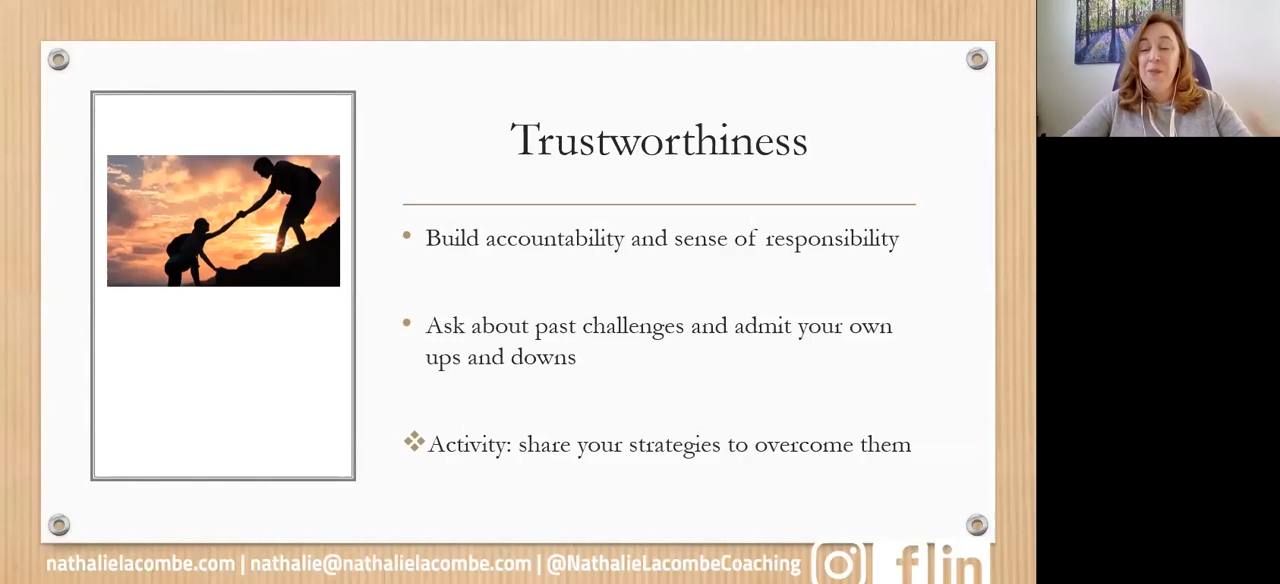 Trustworthiness
• Build accountability and sense of responsibility
• Ask about past challenges and admit your own
ups and downs
❖Activity: share your strategies to overcome them
nathalielacombe.com | nathalie@nathalielacombe.com | @NathalieLacombeCoaching